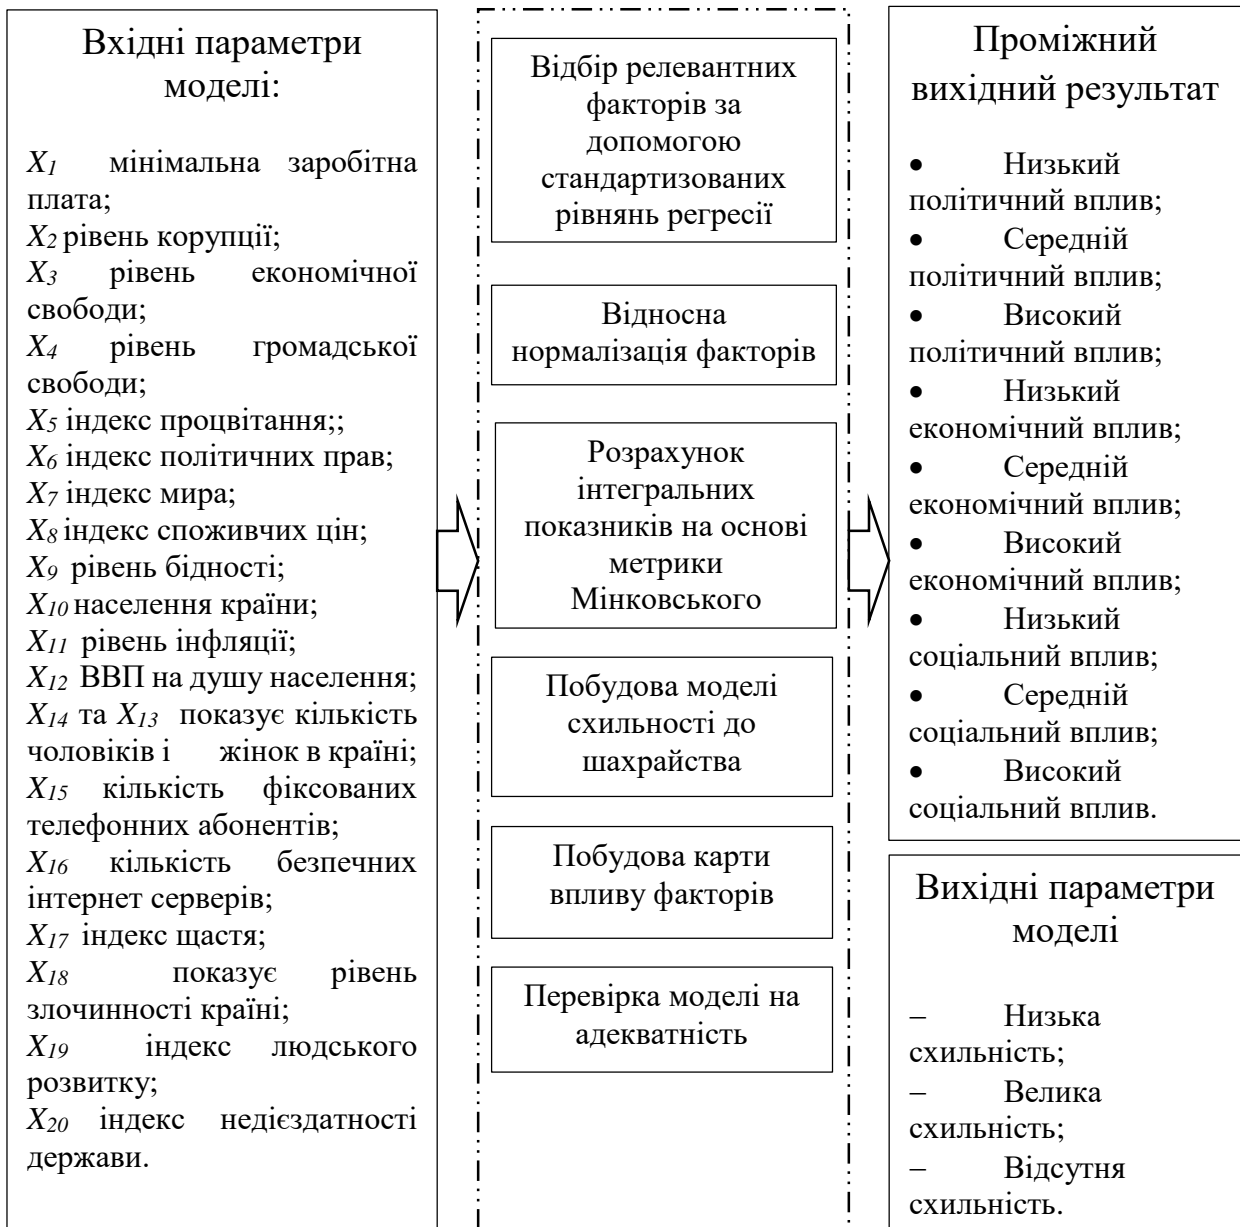 Вхідні параметри
моделі:
X1 мінімальна заробітна
плата;
X2 рівень корупції;
X3 рівень економічної
свободи;
X4 рівень громадської
свободи;
X5 індекс процвітання;;
X6 індекс політичних прав;
X7 індекс мира;
X8 індекс споживчих цін;
X9 рівень бідності;
X10 населення країни;
X11 рівень інфляції;
X12 ВВП на душу населення;
X14 та X13 показує кількість
чоловіків і жінок в країні;
X15 кількість фіксованих
телефонних абонентів;
X16 кількість безпечних
інтернет серверів;
X17 індекс щастя;
X18 показує рівень
злочинності країні;
X19 індекс людського
розвитку;
X20 індекс недієздатності
держави.
Відбір релевантних
факторів за
допомогою
стандартизованих
рівнянь регресії
Відносна
нормалізація факторів
Розрахунок
інтегральних
показників на основі
метрики
Мінковського
Побудова моделі
схильності до
шахрайства
Побудова карти
впливу факторів
Перевірка моделі на
адекватність
Проміжний
вихідний результат
• Низький
політичний вплив;
• Середній
політичний вплив;
• Високий
політичний вплив;
• Низький
економічний вплив;
• Середній
економічний вплив;
• Високий
економічний вплив;
• Низький
соціальний вплив;
• Середній
соціальний вплив;
• Високий
соціальний вплив.
Вихідні параметри
моделі
– Низька
схильність;
– Велика
схильність;
– Відсутня
схильність.